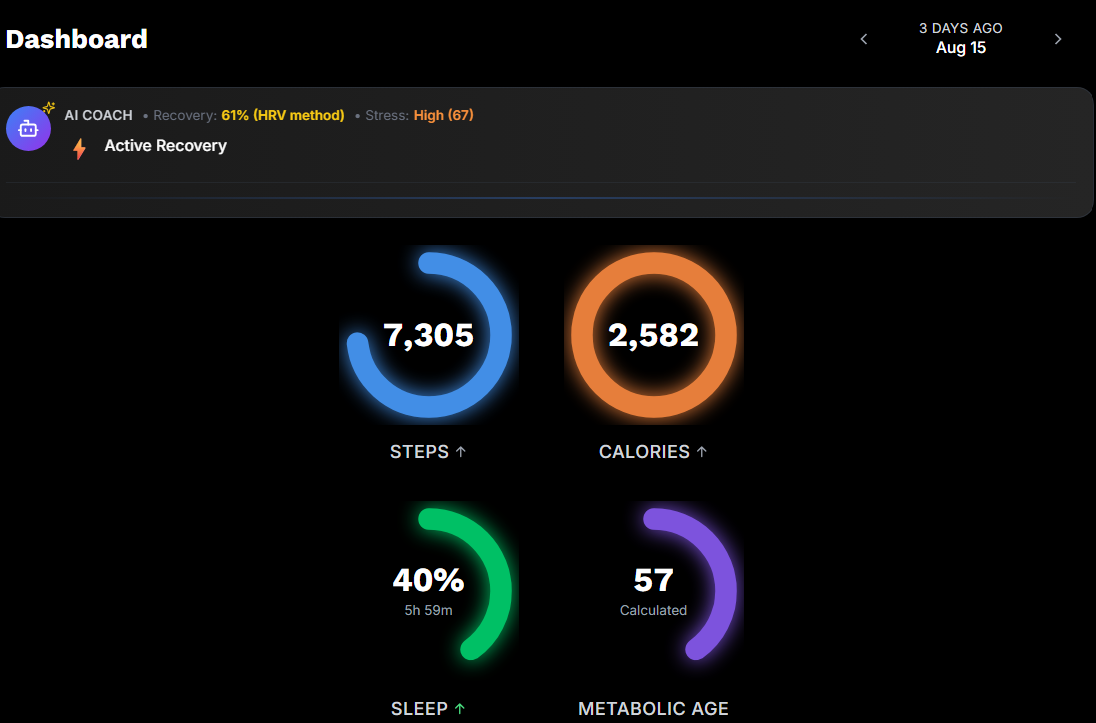 Dashboard
3 DAYS AGO
Aug 15
AI COACH • Recovery: 61% (HRV method) • Stress: High (67)
Active Recovery
7,305
2,582
STEPS ↑
CALORIES ↑
40%
5h 59m
57
Calculated
SLEEP ↑
METABOLIC AGE